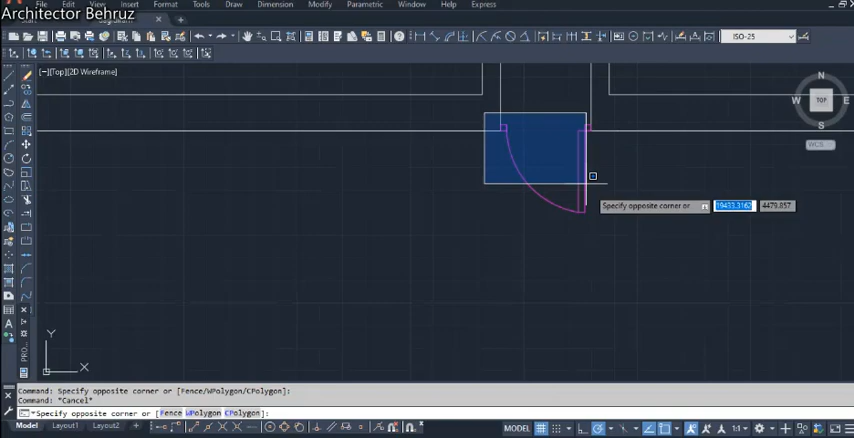 File Edit View Insert Format Tools Draw Dimension Modify Parametric Window Help Express
Architector Behruz
ISO-25
[−][Top][2D Wireframe]
N
W TOP E
S
WCS
Specify opposite corner or 19433.3162 4479.857
A
PRO...
Y
X
Command: Specify opposite corner or [Fence/WPolygon/CPolygon]:
Command: *Cancel*
Specify opposite corner or [Fence WPolygon CPolygon]:
Model Layout1 Layout2 + MODEL 1:1